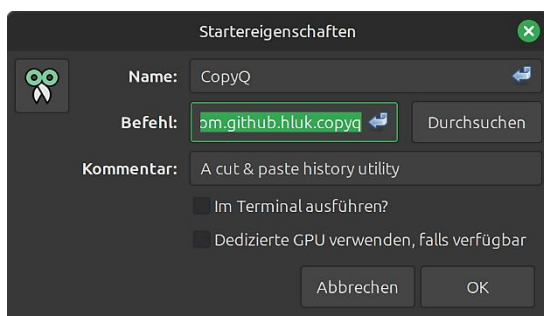 Startereigenschaften
Name: CopyQ
Befehl: om.github.hluk.copyq Durchsuchen
Kommentar: A cut & paste history utility
Im Terminal ausführen?
Dedizierte GPU verwenden, falls verfügbar
Abbrechen OK